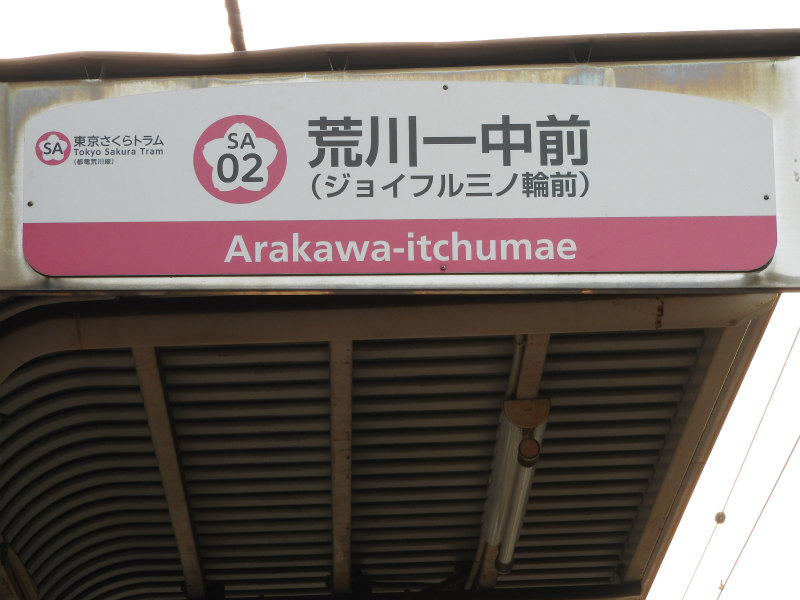 SA
東京さくらトラム
Tokyo Sakura Tram
(都電荒川線)
SA
02
荒川一中前
(ジョイフル三ノ輪前)
Arakawa-itchumae